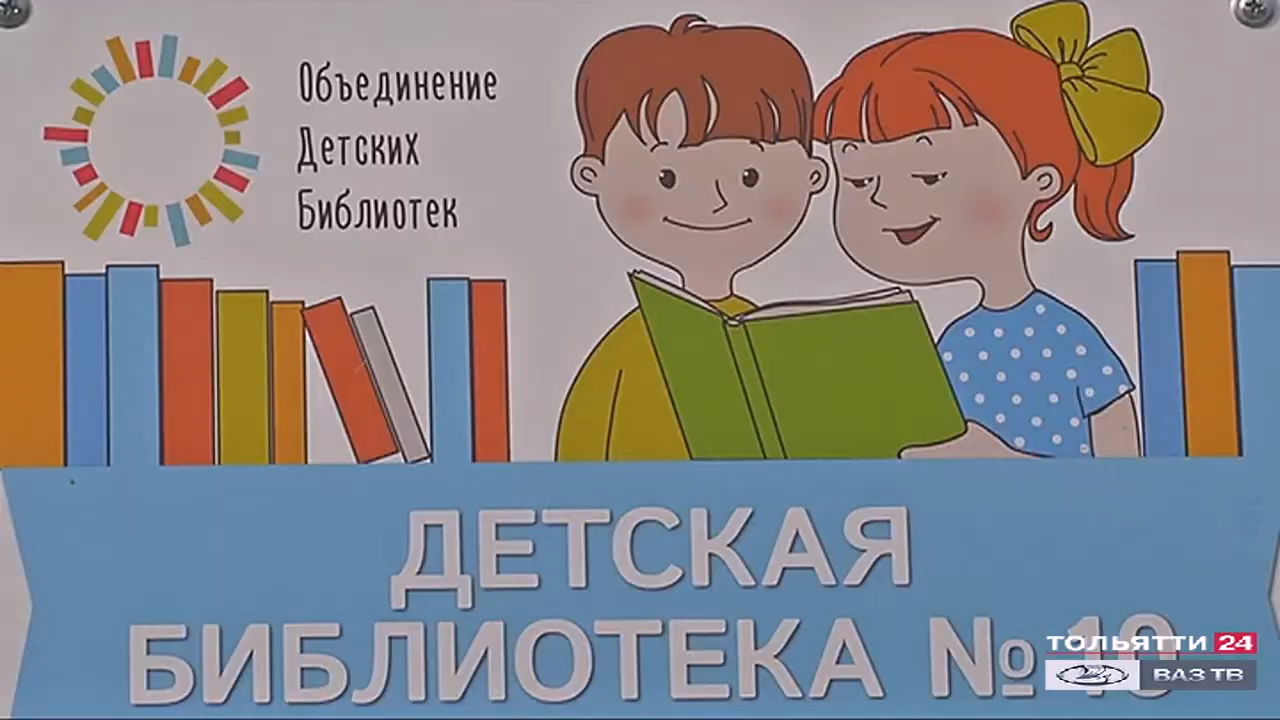 Объединение
Детских
Библиотек
ДЕТСКАЯ
БИБЛИОТЕКА №
ТОЛЬЯТТИ 24
ВАЗ ТВ